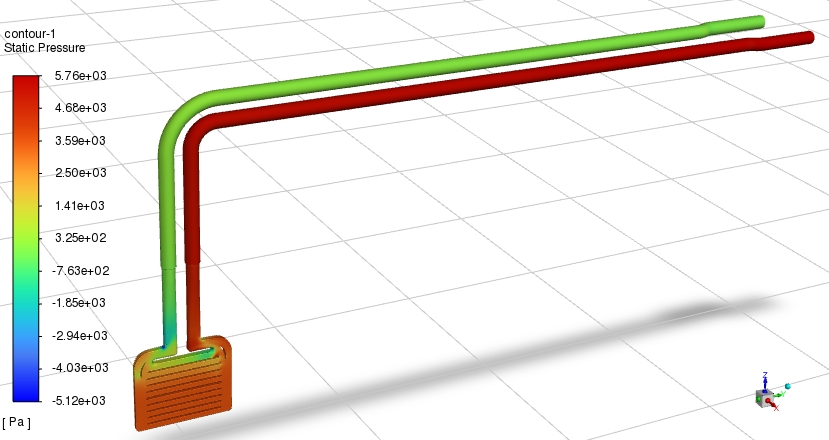 contour-1
Static Pressure
5.76e+03
4.68e+03
3.59e+03
2.50e+03
1.41e+03
3.25e+02
-7.63e+02
-1.85e+03
-2.94e+03
-4.03e+03
-5.12e+03
[ Pa ]
Z
Y
X